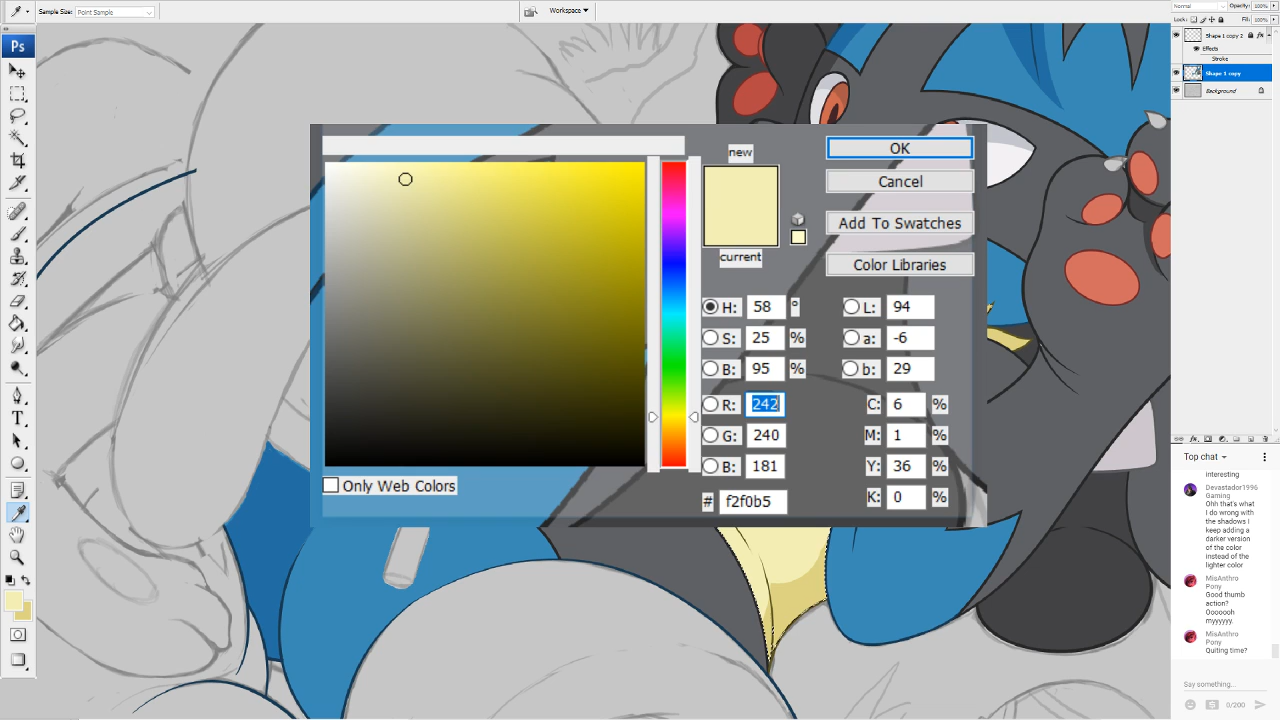 Sample Size: Point Sample
Workspace
Normal
Opacity: 100%
Lock:
Fill: 100%
Ps
Shape 1 copy 2
fx
Effects
Stroke
Shape 1 copy
Background
new
current
OK
Cancel
Add To Swatches
Color Libraries
H: 58 °
S: 25 %
B: 95 %
R: 242
G: 240
B: 181
# f2f0b5
L: 94
a: -6
b: 29
C: 6 %
M: 1 %
Y: 36 %
K: 0 %
Only Web Colors
T
Top chat
interesting
Devastador1996
Gaming
Ohh that's what
I do wrong with
the shadows I
keep adding a
darker version
of the color
instead of the
lighter color
MisAnthro
Pony
Good thumb
action?
Ooooooh
myyyyyy.
MisAnthro
Pony
Quiting time?
Say something...
0/200